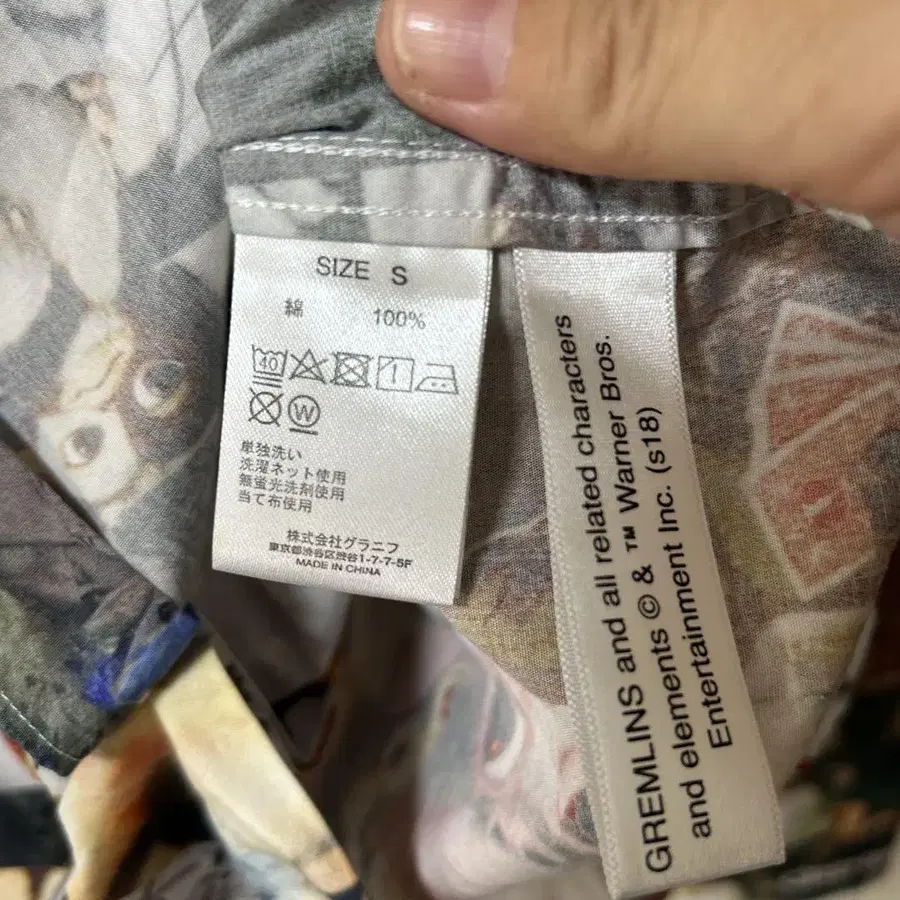 SIZE S
綿 100%
40
W
単独洗い
洗濯ネット使用
無蛍光洗剤使用
当て布使用
株式会社グラニフ
東京都渋谷区渋谷1-7-7-5F
MADE IN CHINA
GREMLINS and all related characters
and elements © & ™ Warner Bros.
Entertainment Inc. (s18)